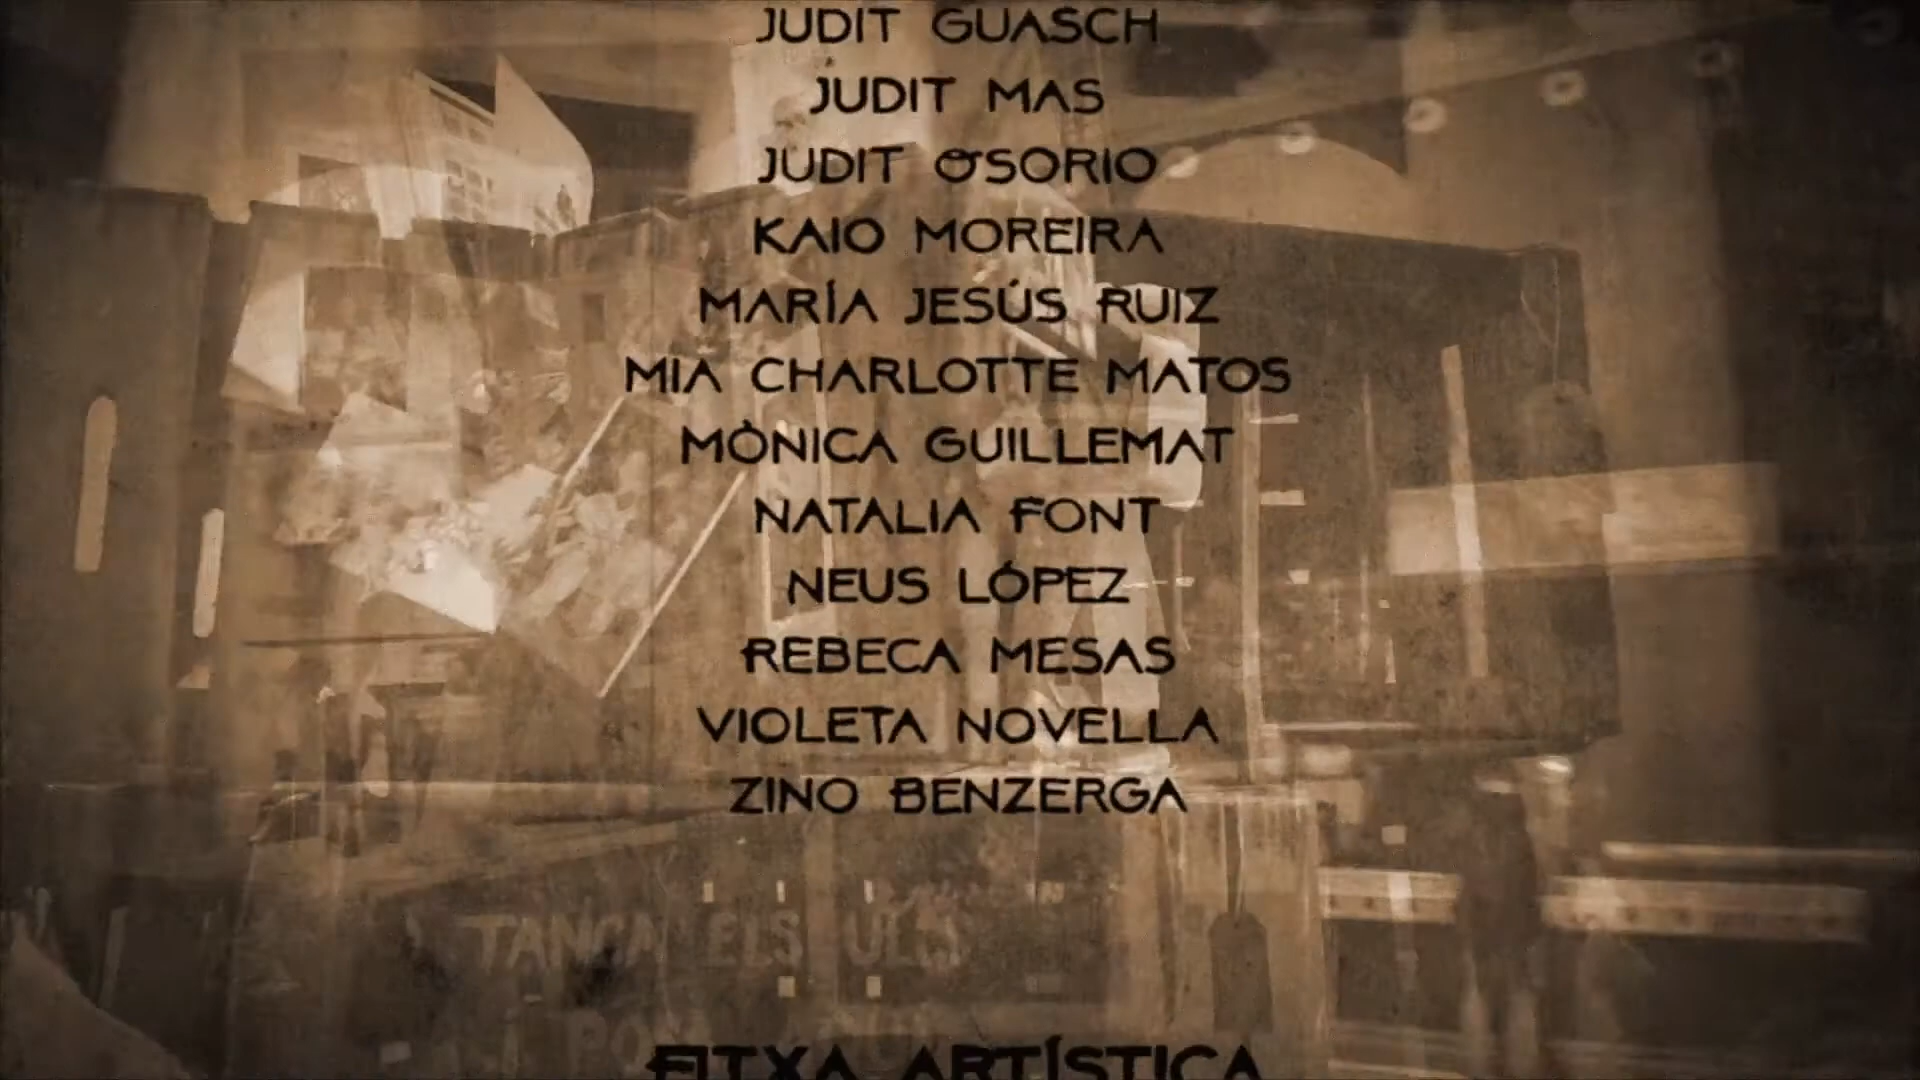 JUDIT GUASCH
JUDIT MAS
JUDIT OSORIO
KAIO MOREIRA
MARÍA JESÚS RUIZ
MIA CHARLOTTE MATOS
MÒNICA GUILLEMAT
NATALIA FONT
NEUS LÓPEZ
REBECA MESAS
VIOLETA NOVELLA
ZINO BENZERGA
TANCA ELS ULLS
FITXA ARTÍSTICA